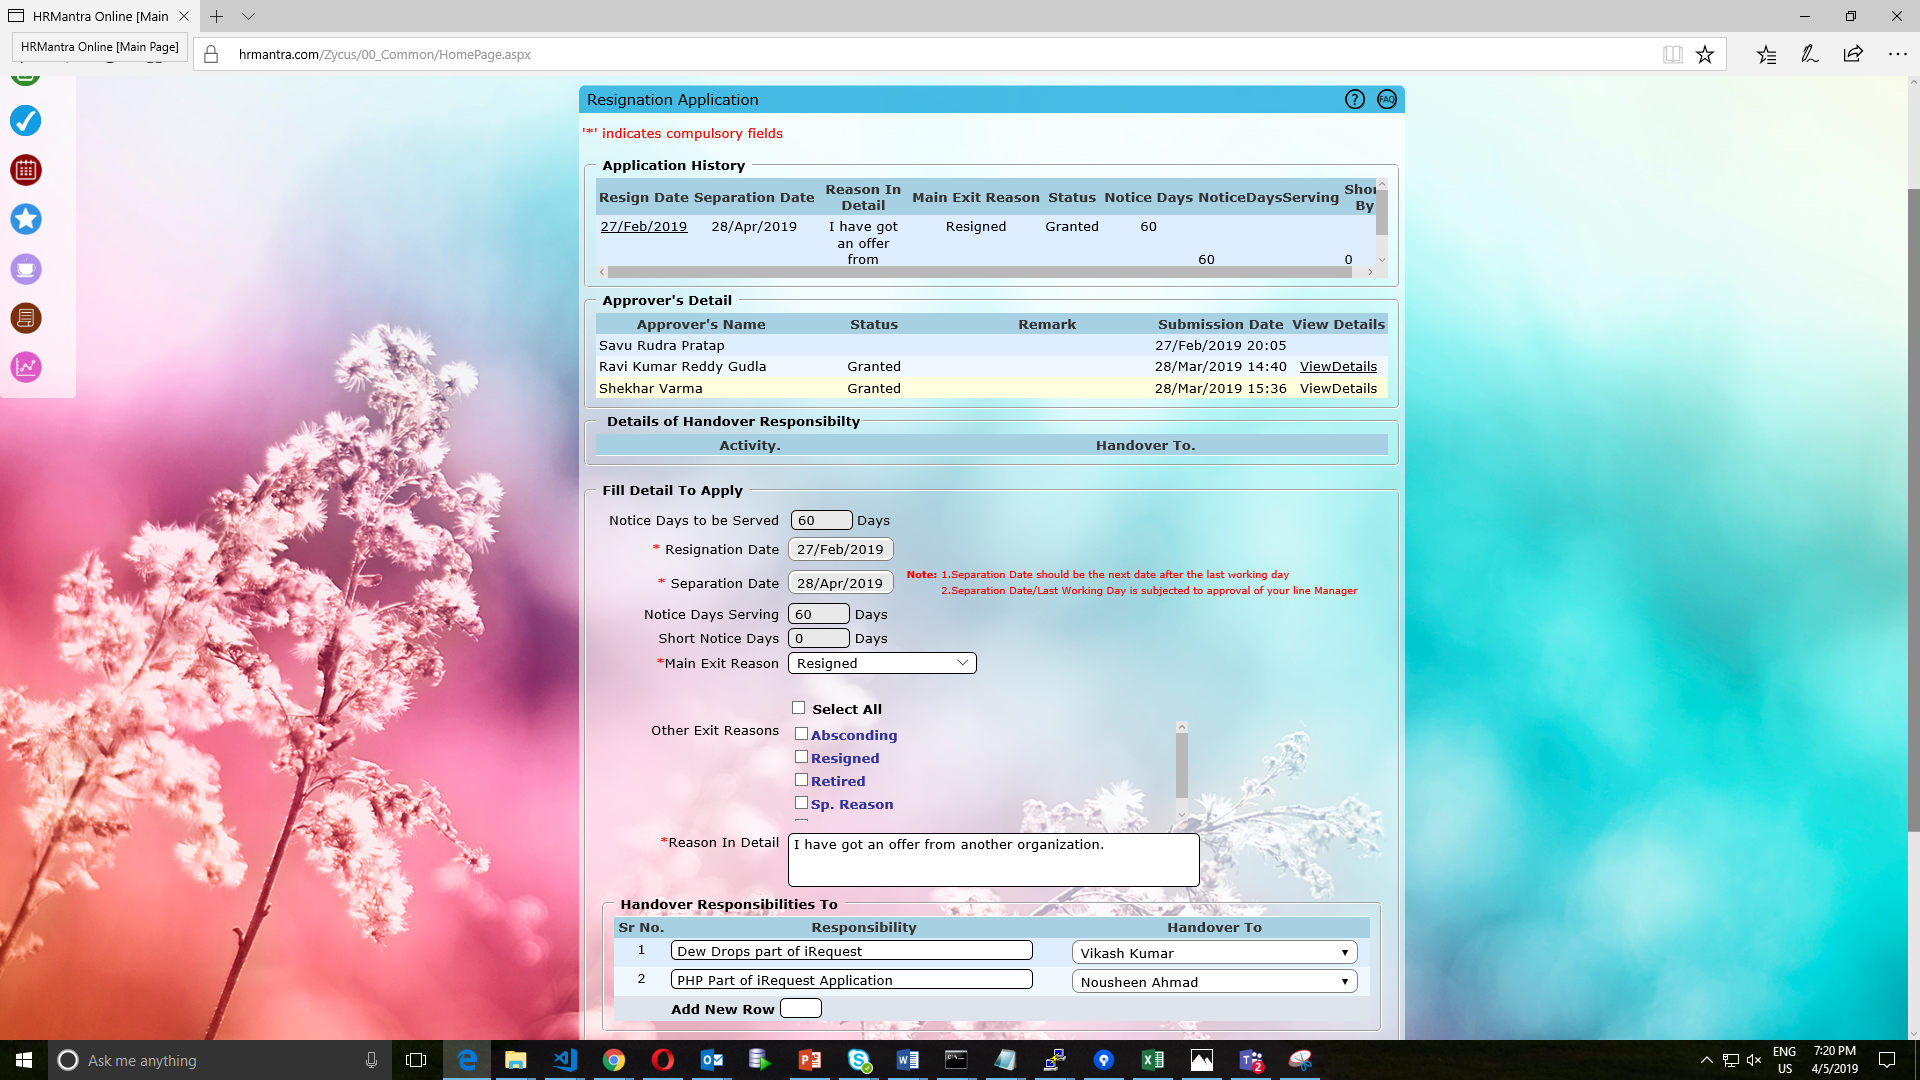 HRMantra Online [Main
HRMantra Online [Main Page]
hrmantra.com/Zycus/00_Common/HomePage.aspx
Resignation Application
? FAQ
'*' indicates compulsory fields
Application History
Resign Date Separation Date Reason In Detail Main Exit Reason Status Notice Days NoticeDaysServing Shor By
27/Feb/2019 28/Apr/2019 I have got Resigned Granted 60
an offer
from 60 0
Approver's Detail
Approver's Name Status Remark Submission Date View Details
Savu Rudra Pratap 27/Feb/2019 20:05
Ravi Kumar Reddy Gudla Granted 28/Mar/2019 14:40 ViewDetails
Shekhar Varma Granted 28/Mar/2019 15:36 ViewDetails
Details of Handover Responsibilty
Activity. Handover To.
Fill Detail To Apply
Notice Days to be Served 60 Days
* Resignation Date 27/Feb/2019
* Separation Date 28/Apr/2019
Note: 1.Separation Date should be the next date after the last working day
2.Separation Date/Last Working Day is subjected to approval of your line Manager
Notice Days Serving 60 Days
Short Notice Days 0 Days
*Main Exit Reason Resigned
Select All
Other Exit Reasons
Absconding
Resigned
Retired
Sp. Reason
*Reason In Detail I have got an offer from another organization.
Handover Responsibilities To
Sr No. Responsibility Handover To
1 Dew Drops part of iRequest Vikash Kumar
2 PHP Part of iRequest Application Nousheen Ahmad
Add New Row
Ask me anything
ENG
US
7:20 PM
4/5/2019